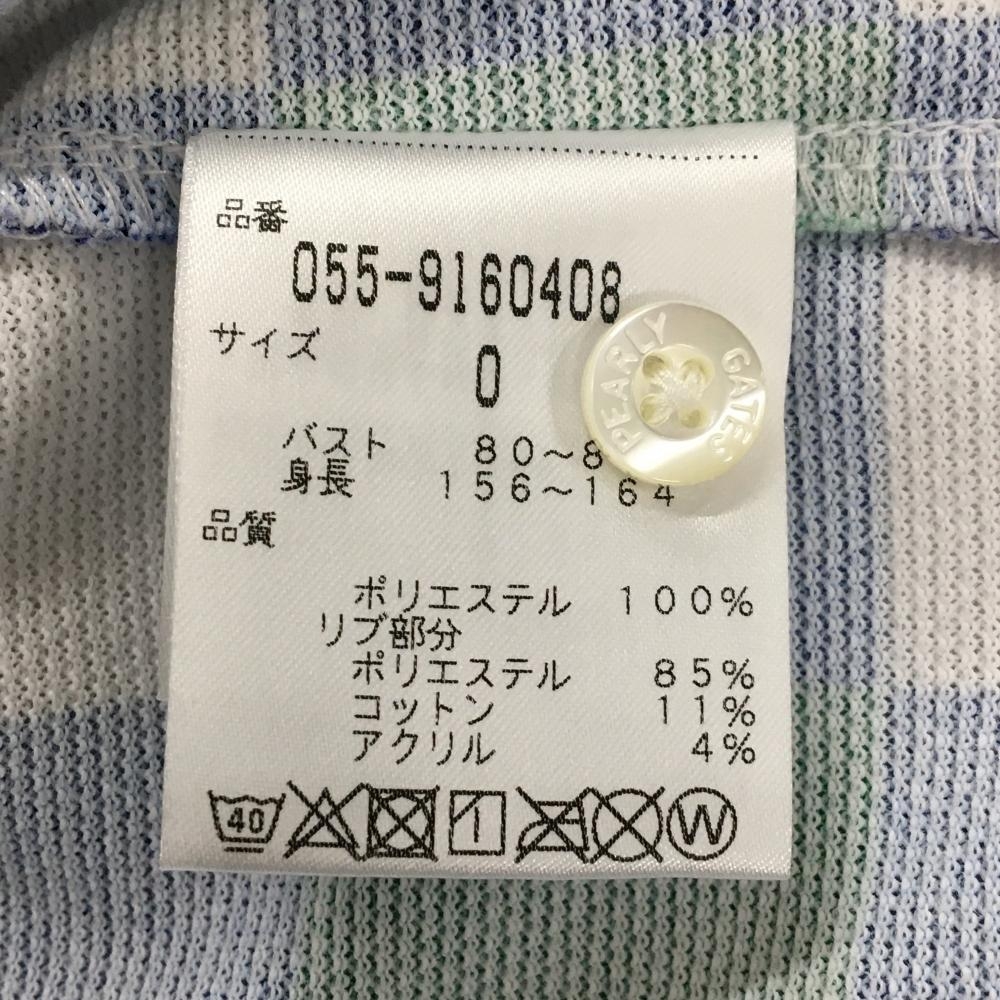 品番
055-9160408
サイズ
0
バスト 80～8
身長 156～164
品質
ポリエステル 100%
リブ部分
ポリエステル 85%
コットン 11%
アクリル 4%
40
W
PEARLY GATES